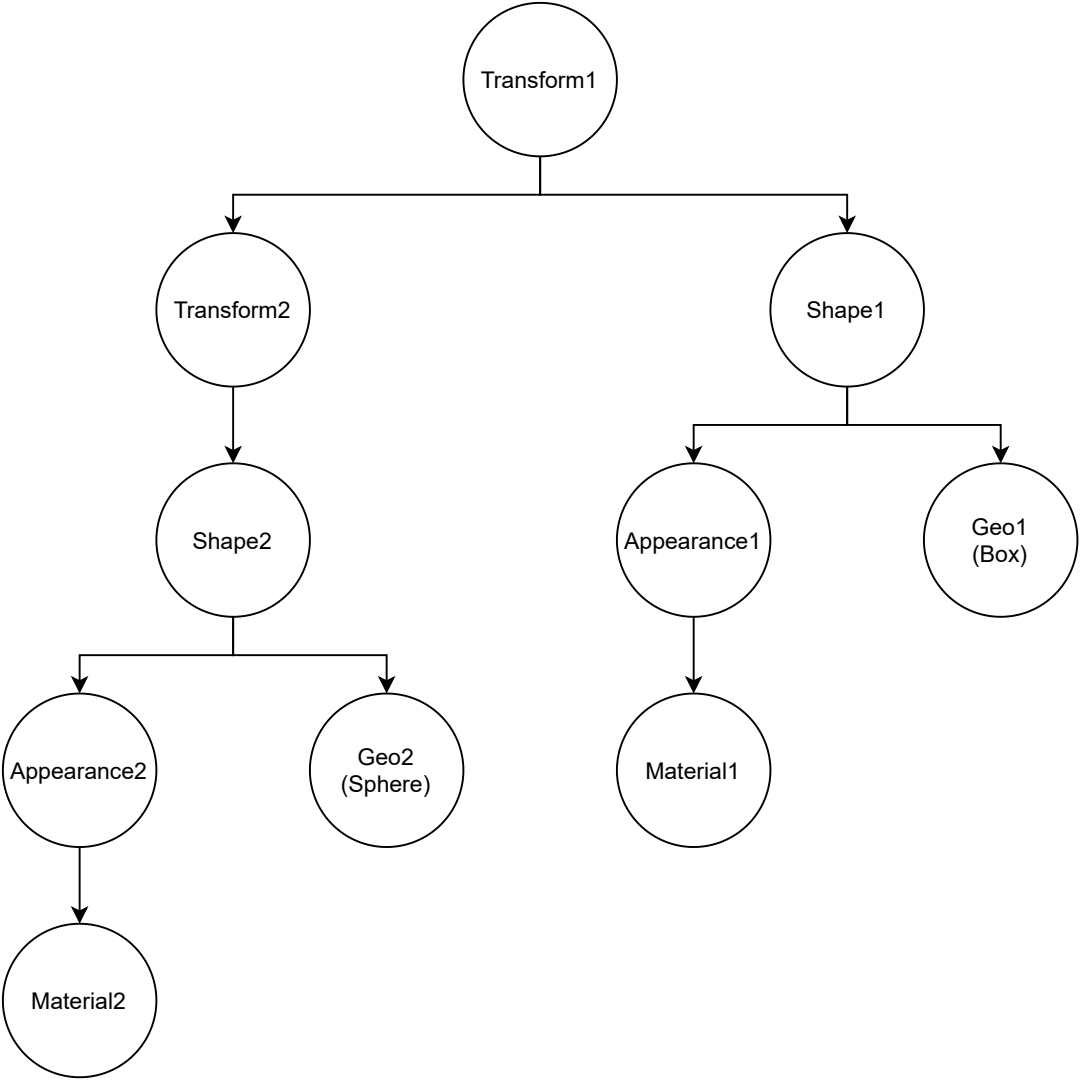 Transform1
Transform2
Shape1
Shape2
Appearance1
Geo1
(Box)
Appearance2
Geo2
(Sphere)
Material1
Material2